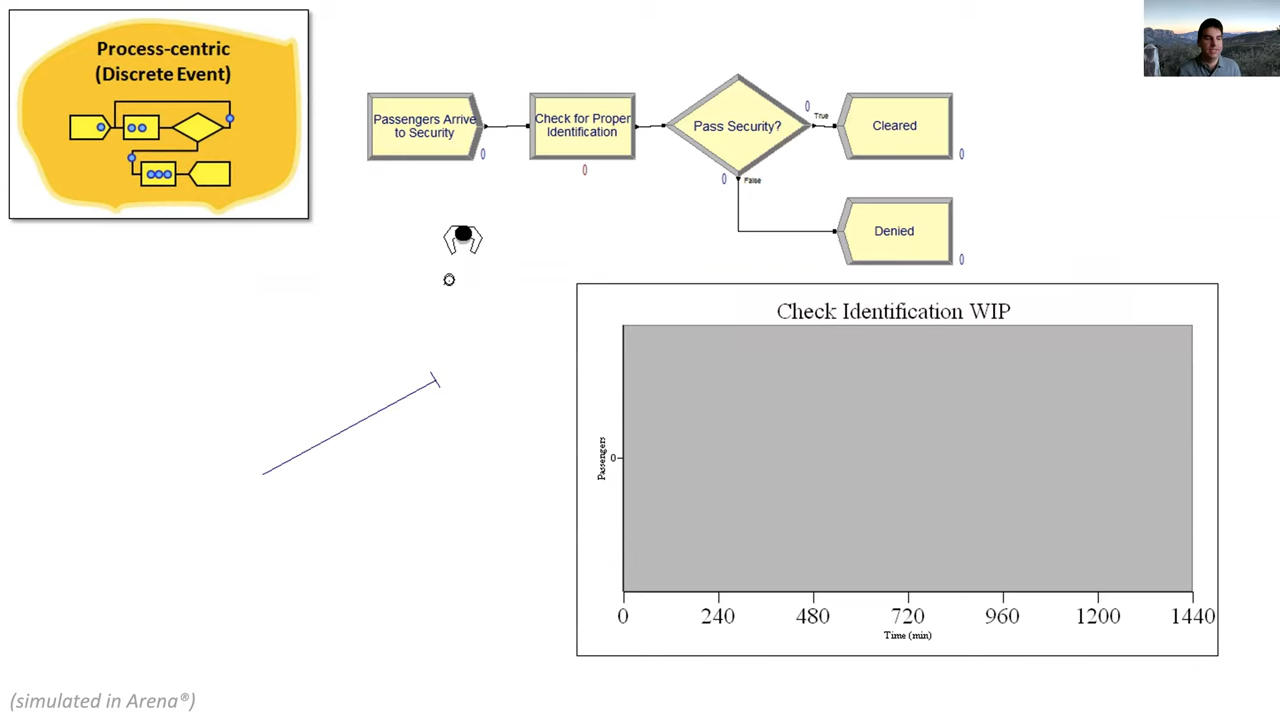 Process-centric
(Discrete Event)
Passengers Arrive
to Security
0
Check for Proper
Identification
0
Pass Security?
0
True
0
False
Cleared
0
Denied
0
Check Identification WIP
Passengers
0
0 240 480 720 960 1200 1440
Time (min)
(simulated in Arena®)